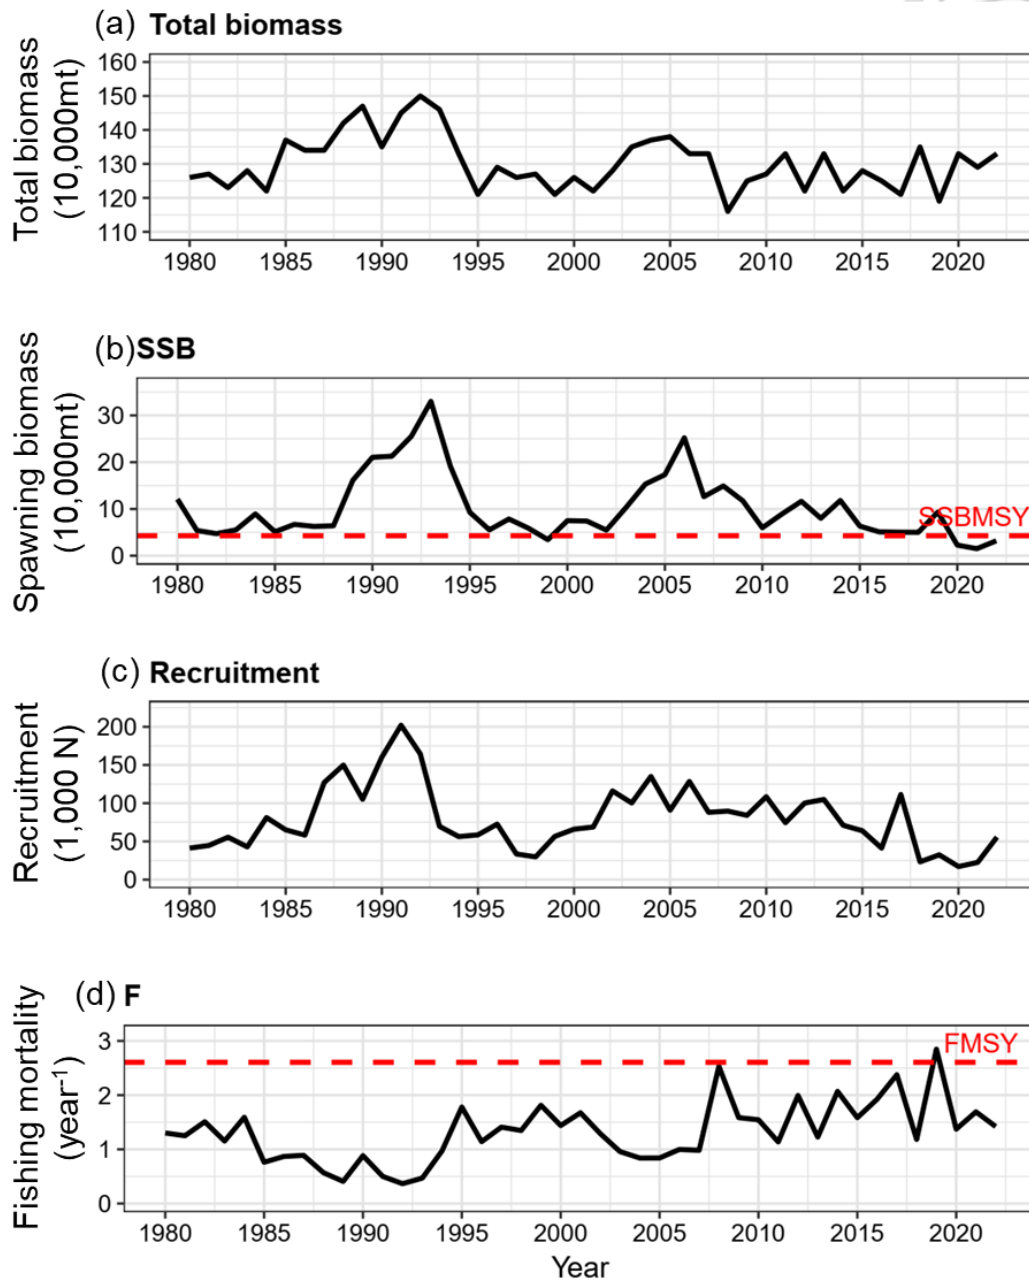 (a) Total biomass
Total biomass
(10,000mt)
160
150
140
130
120
110
1980 1985 1990 1995 2000 2005 2010 2015 2020
(b) SSB
Spawning biomass
(10,000mt)
30
20
10
0
SSBMSY
1980 1985 1990 1995 2000 2005 2010 2015 2020
(c) Recruitment
Recruitment
(1,000 N)
200
150
100
50
0
1980 1985 1990 1995 2000 2005 2010 2015 2020
(d) F
Fishing mortality
(year⁻¹)
3
2
1
0
FMSY
1980 1985 1990 1995 2000 2005 2010 2015 2020
Year